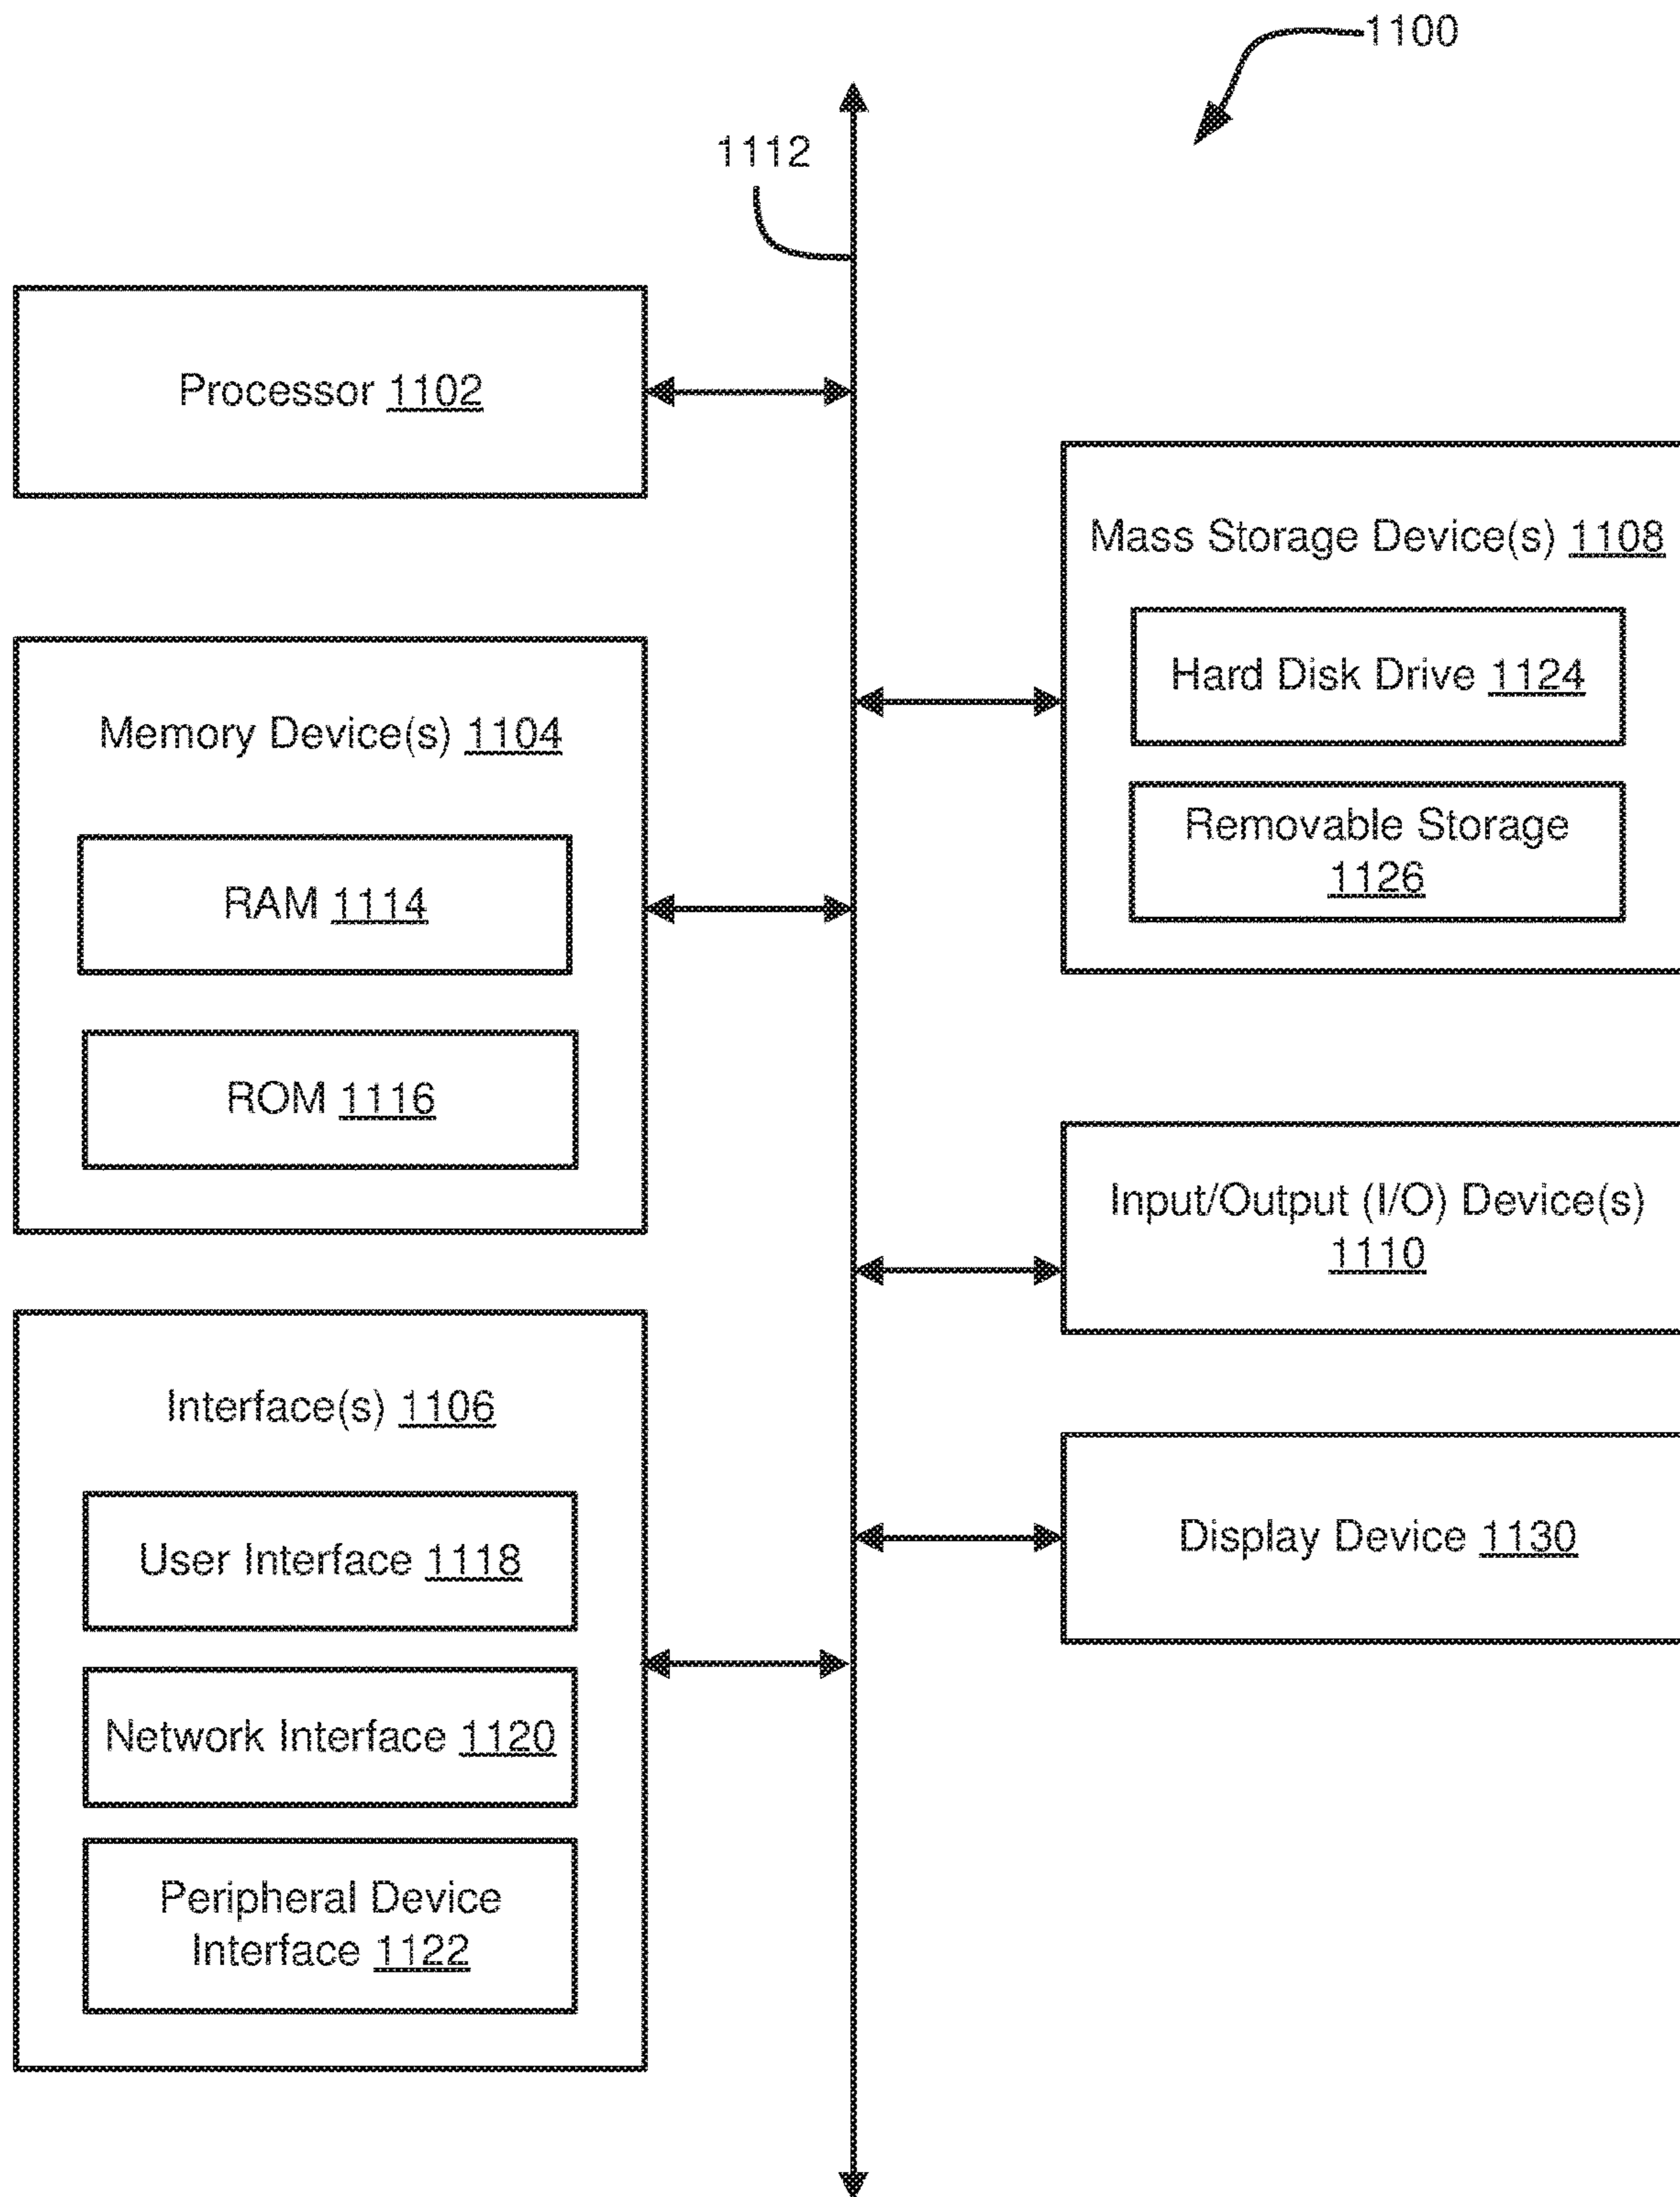 1100
1112
Processor 1102
Memory Device(s) 1104
RAM 1114
ROM 1116
Interface(s) 1106
User Interface 1118
Network Interface 1120
Peripheral Device
Interface 1122
Mass Storage Device(s) 1108
Hard Disk Drive 1124
Removable Storage
1126
Input/Output (I/O) Device(s)
1110
Display Device 1130